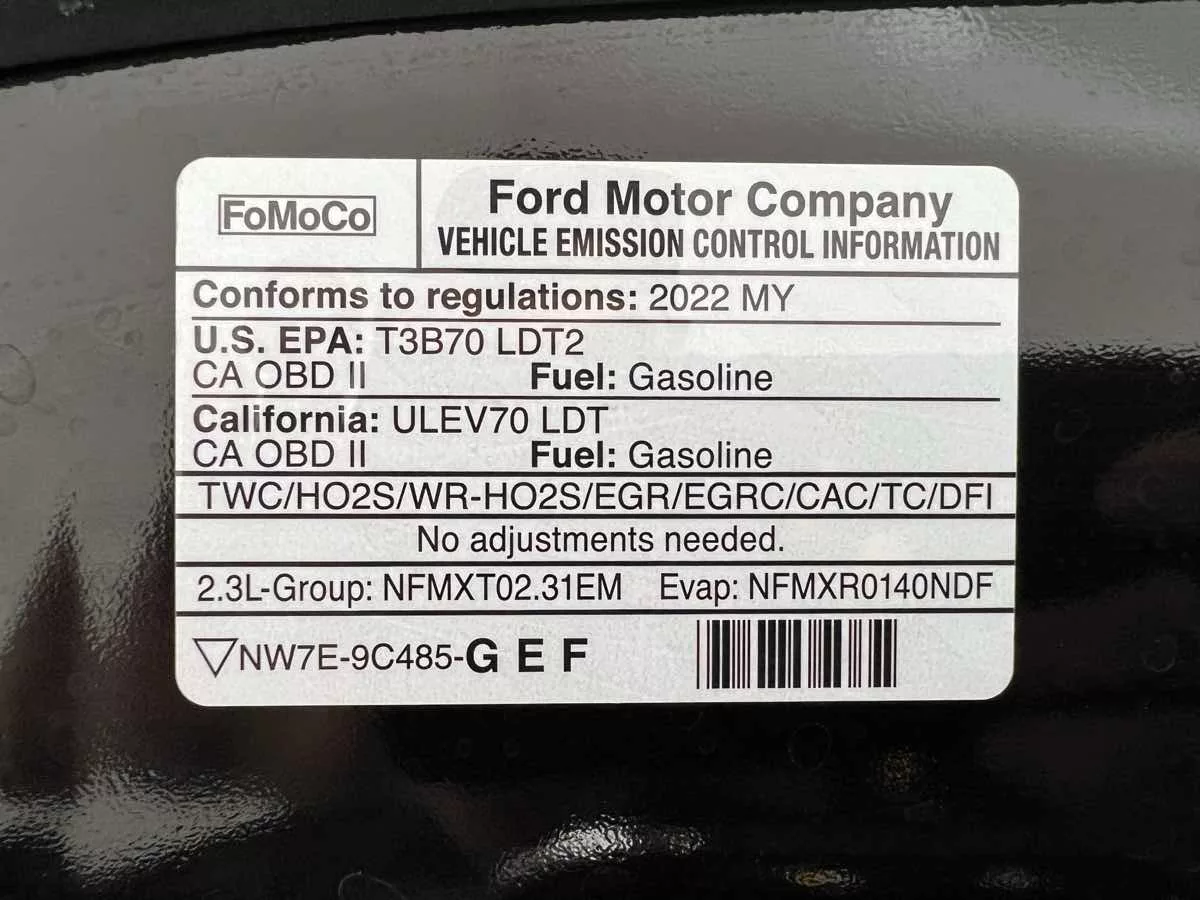 FoMoCo
Ford Motor Company
VEHICLE EMISSION CONTROL INFORMATION
Conforms to regulations: 2022 MY
U.S. EPA: T3B70 LDT2
CA OBD II Fuel: Gasoline
California: ULEV70 LDT
CA OBD II Fuel: Gasoline
TWC/HO2S/WR-HO2S/EGR/EGRC/CAC/TC/DFI
No adjustments needed.
2.3L-Group: NFMXT02.31EM Evap: NFMXR0140NDF
NW7E-9C485-G E F